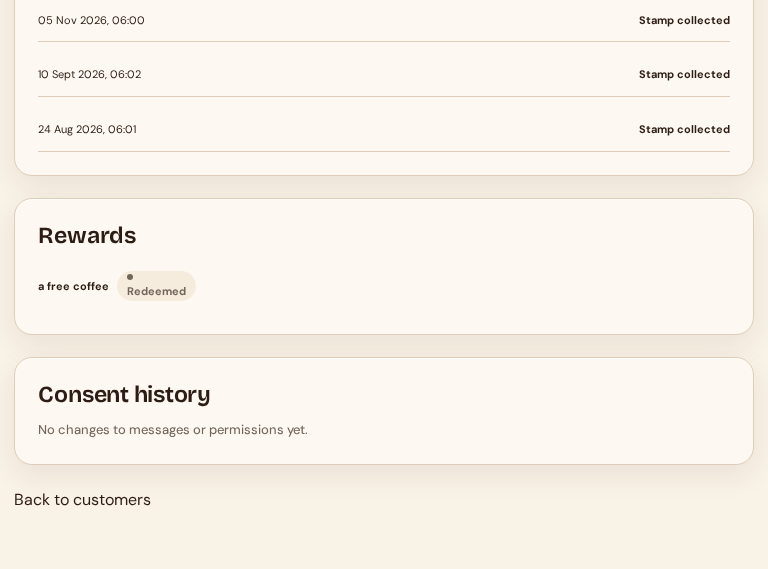 05 Nov 2026, 06:00 Stamp collected
10 Sept 2026, 06:02 Stamp collected
24 Aug 2026, 06:01 Stamp collected
Rewards
a free coffee Redeemed
Consent history
No changes to messages or permissions yet.
Back to customers